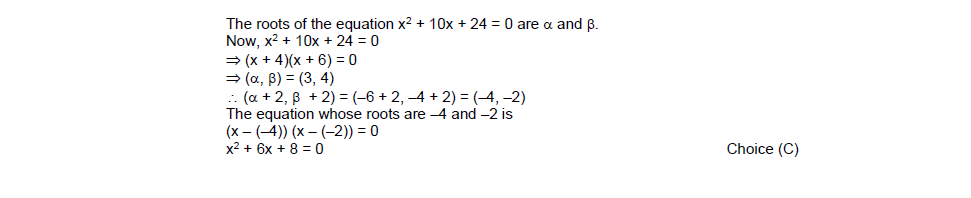 The roots of the equation x² + 10x + 24 = 0 are α and β.
Now, x² + 10x + 24 = 0
⇒ (x + 4)(x + 6) = 0
⇒ (α, β) = (3, 4)
∴ (α + 2, β + 2) = (–6 + 2, –4 + 2) = (–4, –2)
The equation whose roots are –4 and –2 is
(x – (–4)) (x – (–2)) = 0
x² + 6x + 8 = 0 Choice (C)